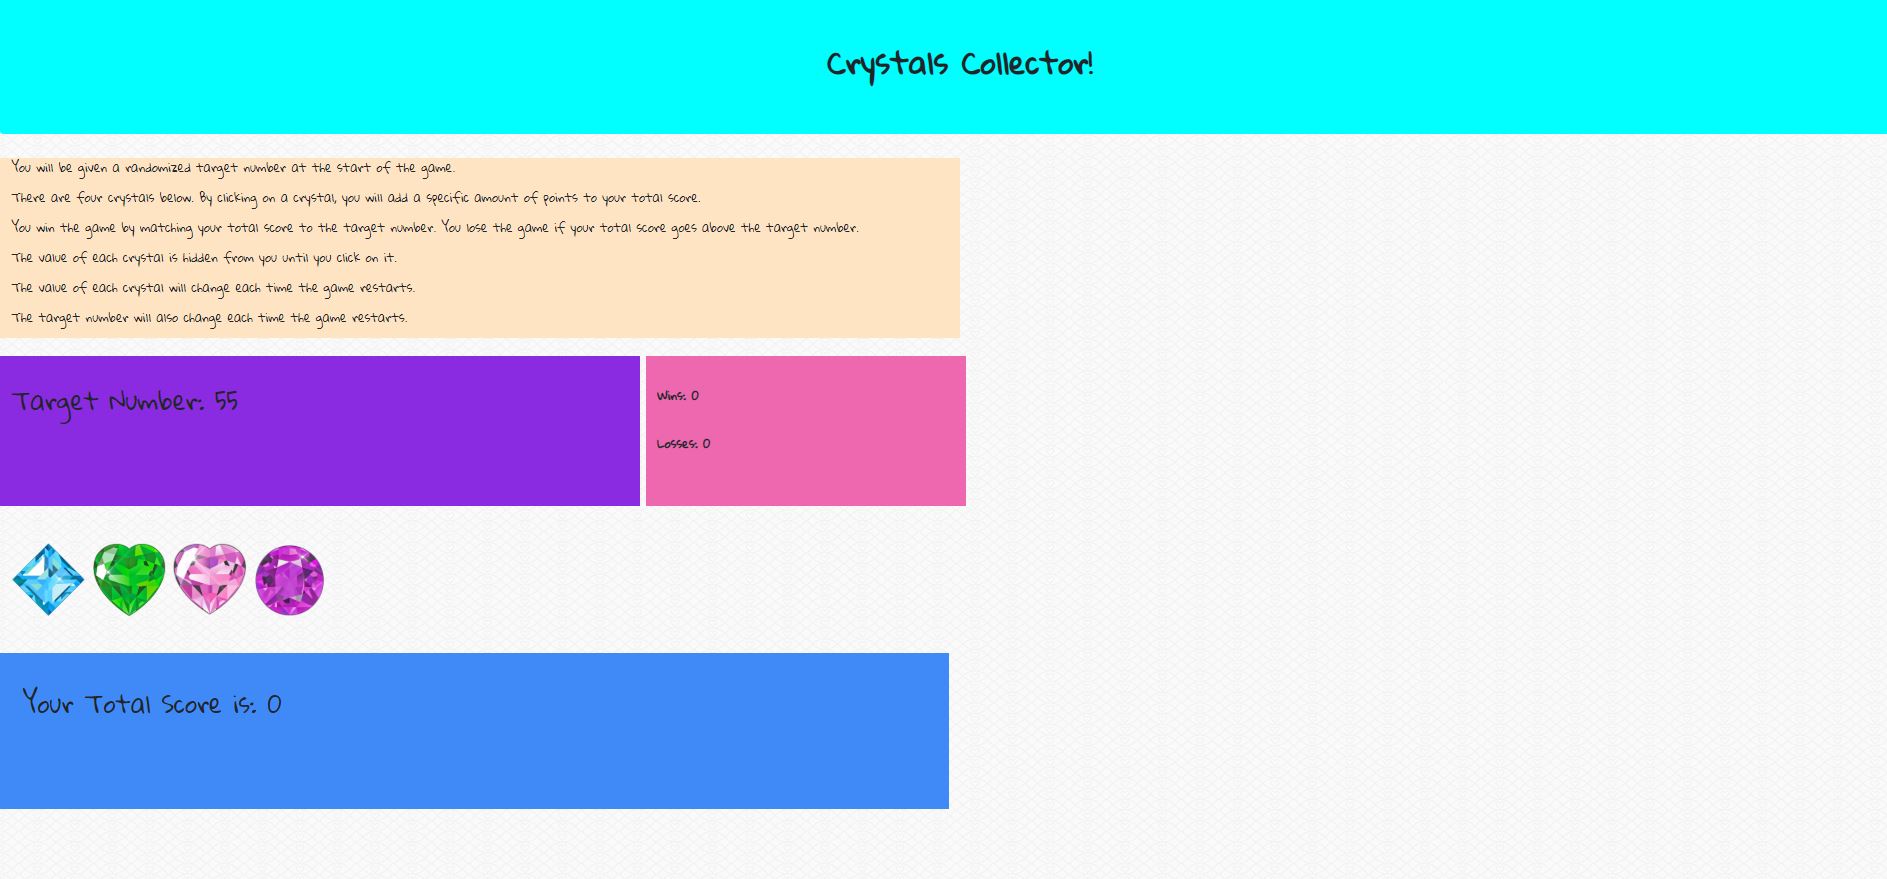 Crystals Collector!
You will be given a randomized target number at the start of the game.
There are four crystals below. By clicking on a crystal, you will add a specific amount of points to your total score.
You win the game by matching your total score to the target number. You lose the game if your total score goes above the target number.
The value of each crystal is hidden from you until you click on it.
The value of each crystal will change each time the game restarts.
The target number will also change each time the game restarts.
Target Number: 55
Wins: 0
Losses: 0
Your Total Score is: 0